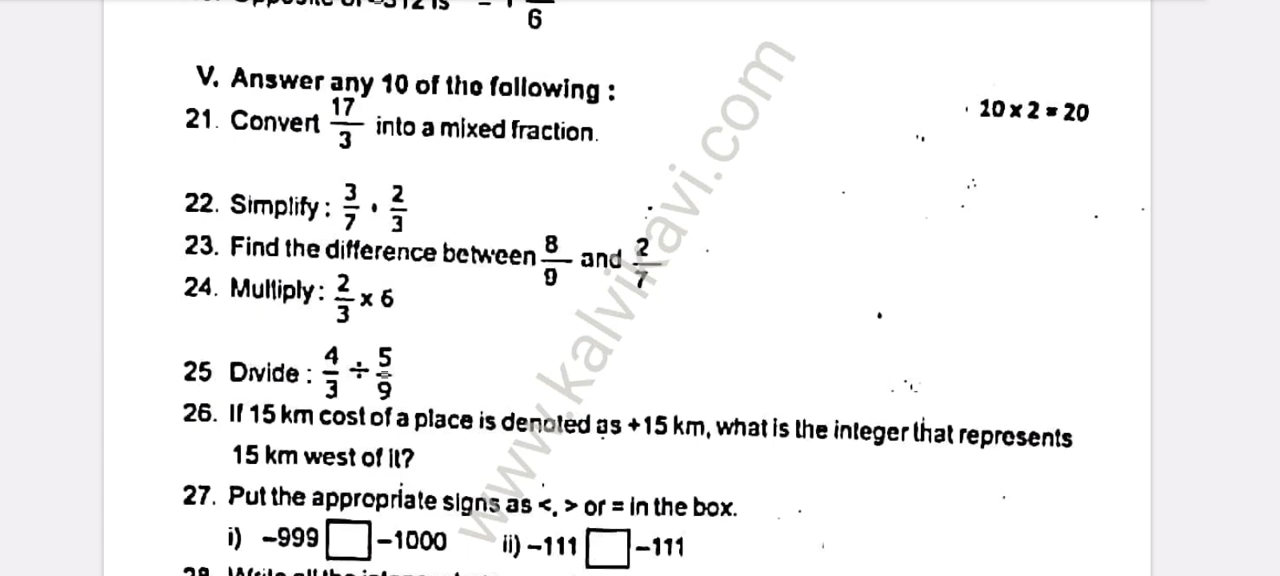 V. Answer any 10 of the following :
10 x 2 = 20
21. Convert 17/3 into a mixed fraction.
22. Simplify : 3/7 · 2/3
23. Find the difference between 8/9 and 2/7
24. Multiply : 2/3 x 6
25 Divide : 4/3 ÷ 5/9
26. If 15 km cost of a place is denoted as +15 km, what is the integer that represents
15 km west of it?
27. Put the appropriate signs as <, > or = in the box.
i) –999 □ –1000 ii) –111 □ –111
www.kalvikavi.com